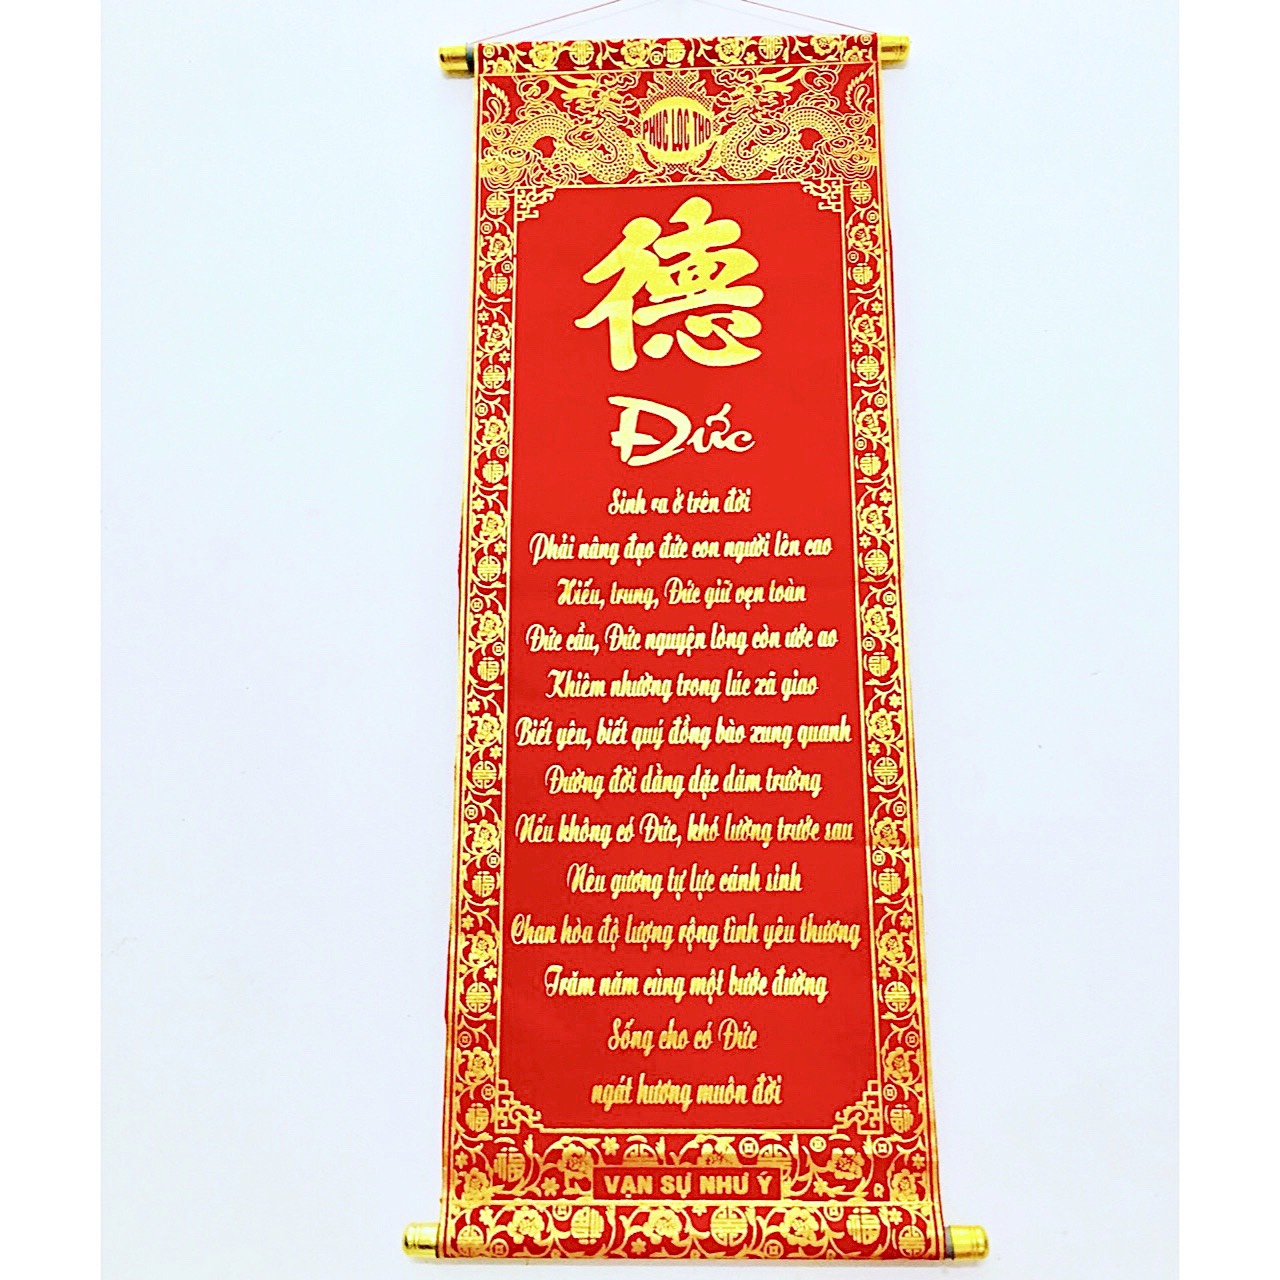 PHÚC LỘC THỌ
德
Đức
Sinh ra ở trên đời
Phải nâng đạo đức con người lên cao
Hiếu, trung, Đức giữ vẹn toàn
Đức cầu, Đức nguyện lòng còn ước ao
Khiêm nhường trong lúc xã giao
Biết yêu, biết quý đồng bào xung quanh
Đường đời dằng dặc dăm trường
Nếu không có Đức, khó lường trước sau
Nêu gương tự lực cánh sinh
Chan hòa độ lượng rộng tình yêu thương
Trăm năm cùng một bước đường
Sống cho có Đức
ngát hương muôn đời
VẠN SỰ NHƯ Ý